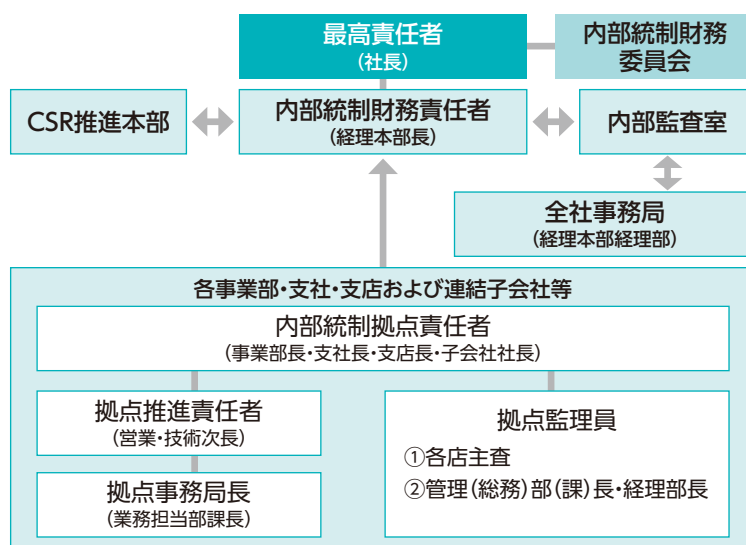 最高責任者
(社長)
内部統制財務
委員会
CSR推進本部
内部統制財務責任者
(経理本部長)
内部監査室
全社事務局
(経理本部経理部)
各事業部・支社・支店および連結子会社等
内部統制拠点責任者
(事業部長・支社長・支店長・子会社社長)
拠点推進責任者
(営業・技術次長)
拠点事務局長
(業務担当部課長)
拠点監理員
①各店主査
②管理(総務)部(課)長・経理部長